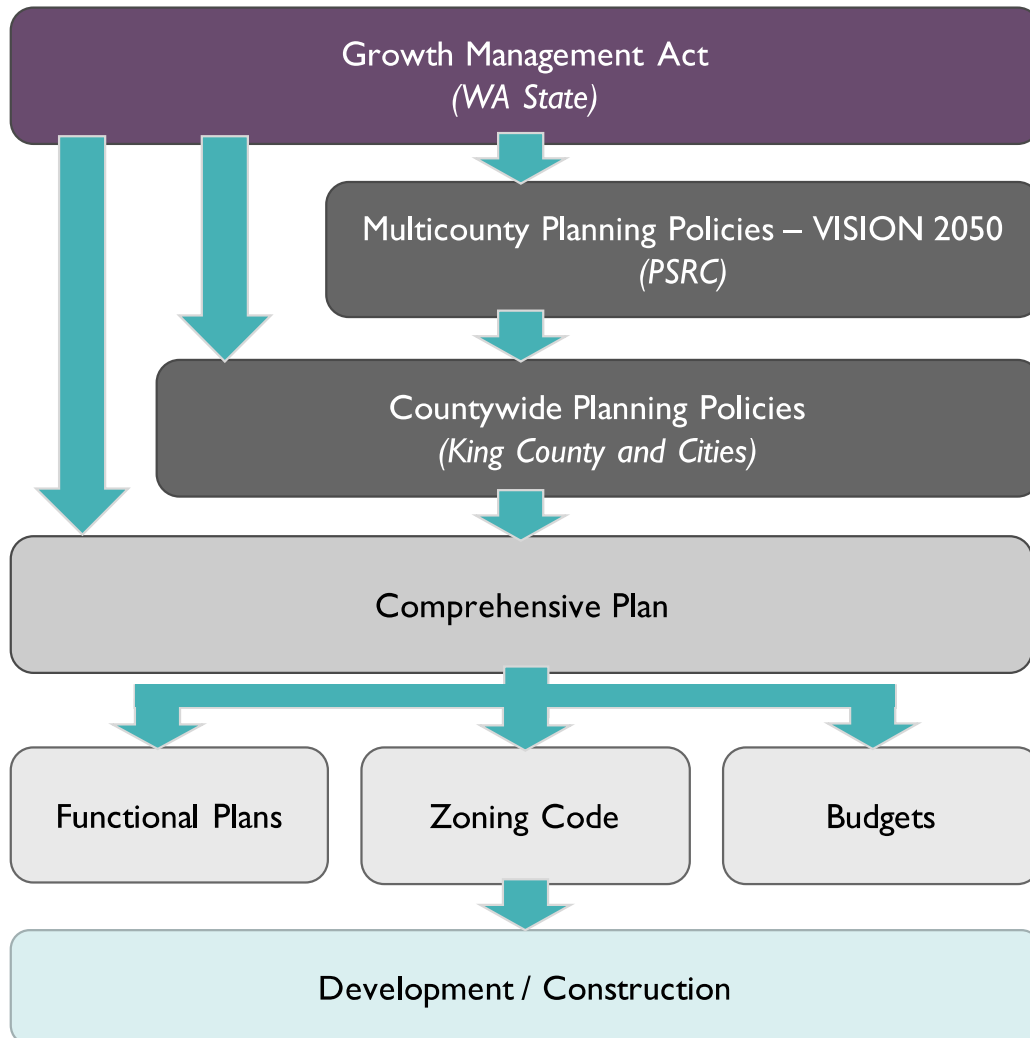 Growth Management Act
(WA State)
Multicounty Planning Policies – VISION 2050
(PSRC)
Countywide Planning Policies
(King County and Cities)
Comprehensive Plan
Functional Plans
Zoning Code
Budgets
Development / Construction